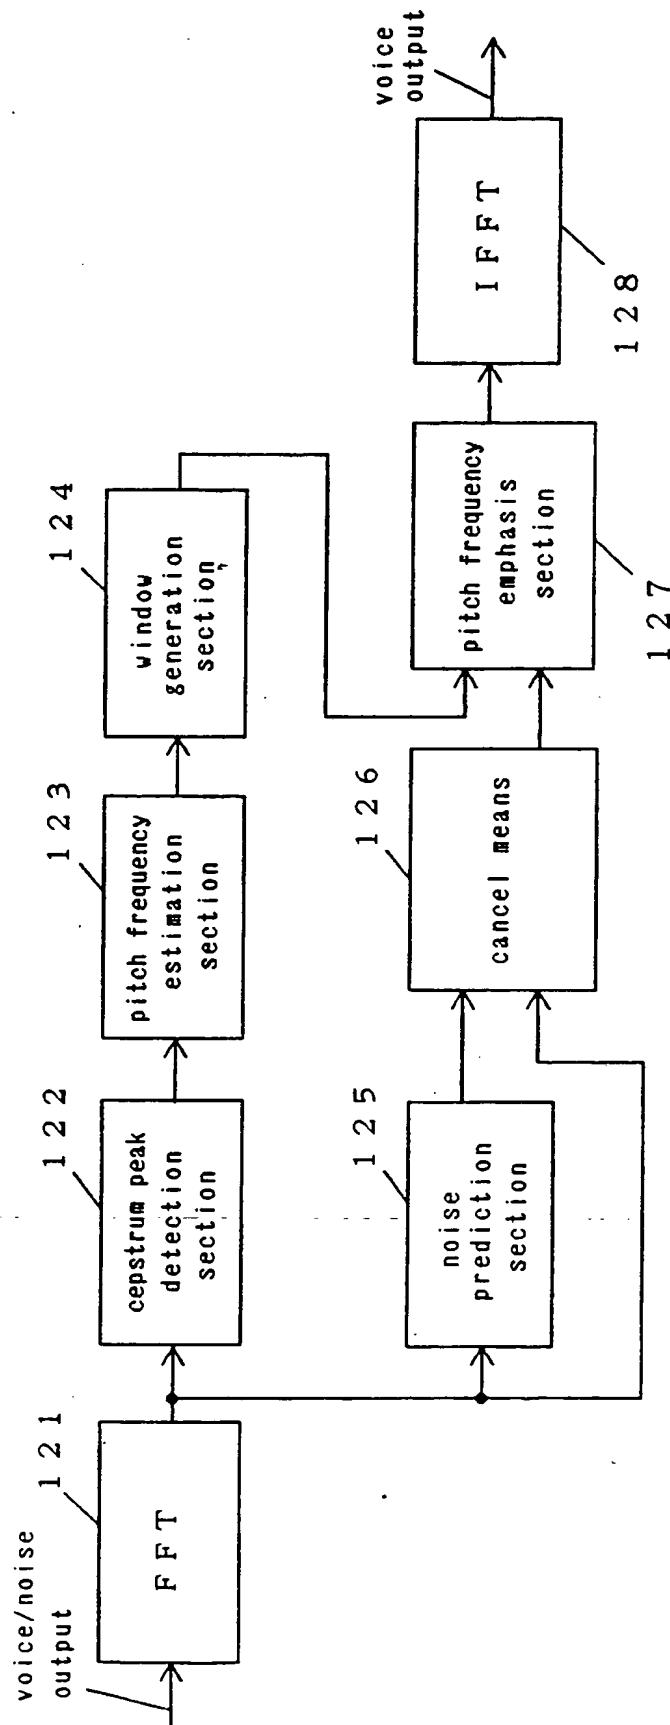 voice/noise
output
121
FFT
122
cepstrum peak
detection
section
123
pitch frequency
estimation
section
124
window
generation
section
125
noise
prediction
section
126
cancel means
127
pitch frequency
emphasis
section
128
IFFT
voice
output